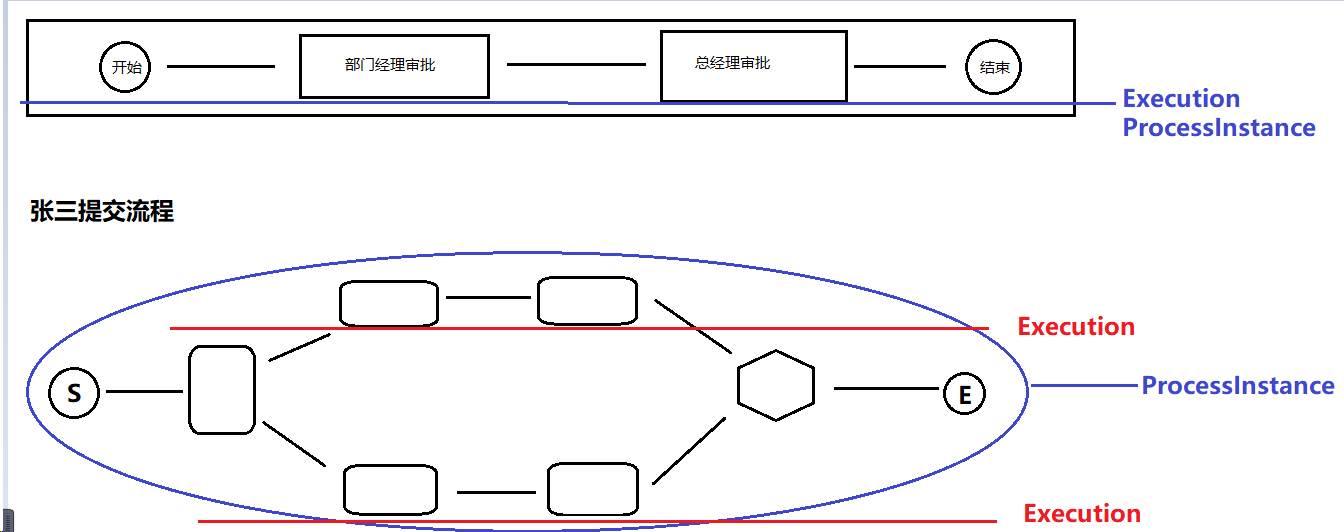 开始
部门经理审批
总经理审批
结束
Execution
ProcessInstance
张三提交流程
Execution
S
ProcessInstance
E
Execution